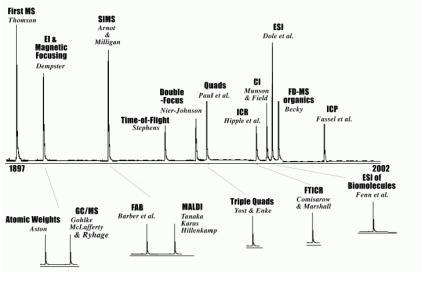 First MS
Thomson
EI &
Magnetic
Focusing
Dempster
SIMS
Arnot
&
Milligan
Time-of-Flight
Stephens
Double
-Focus
Nier-Johnson
Quads
Paul et al.
ICR
Hipple et al.
CI
Munson
& Field
ESI
Dole et al.
FD-MS
organics
Becky
ICP
Fassel et al.
1897
2002
Atomic Weights
Aston
GC/MS
Gohlke
McLafferty
& Ryhage
FAB
Barber et al.
MALDI
Tanaka
Karas
Hillenkamp
Triple Quads
Yost & Enke
FTICR
Comisarow
& Marshall
ESI of
Biomolecules
Fenn et al.